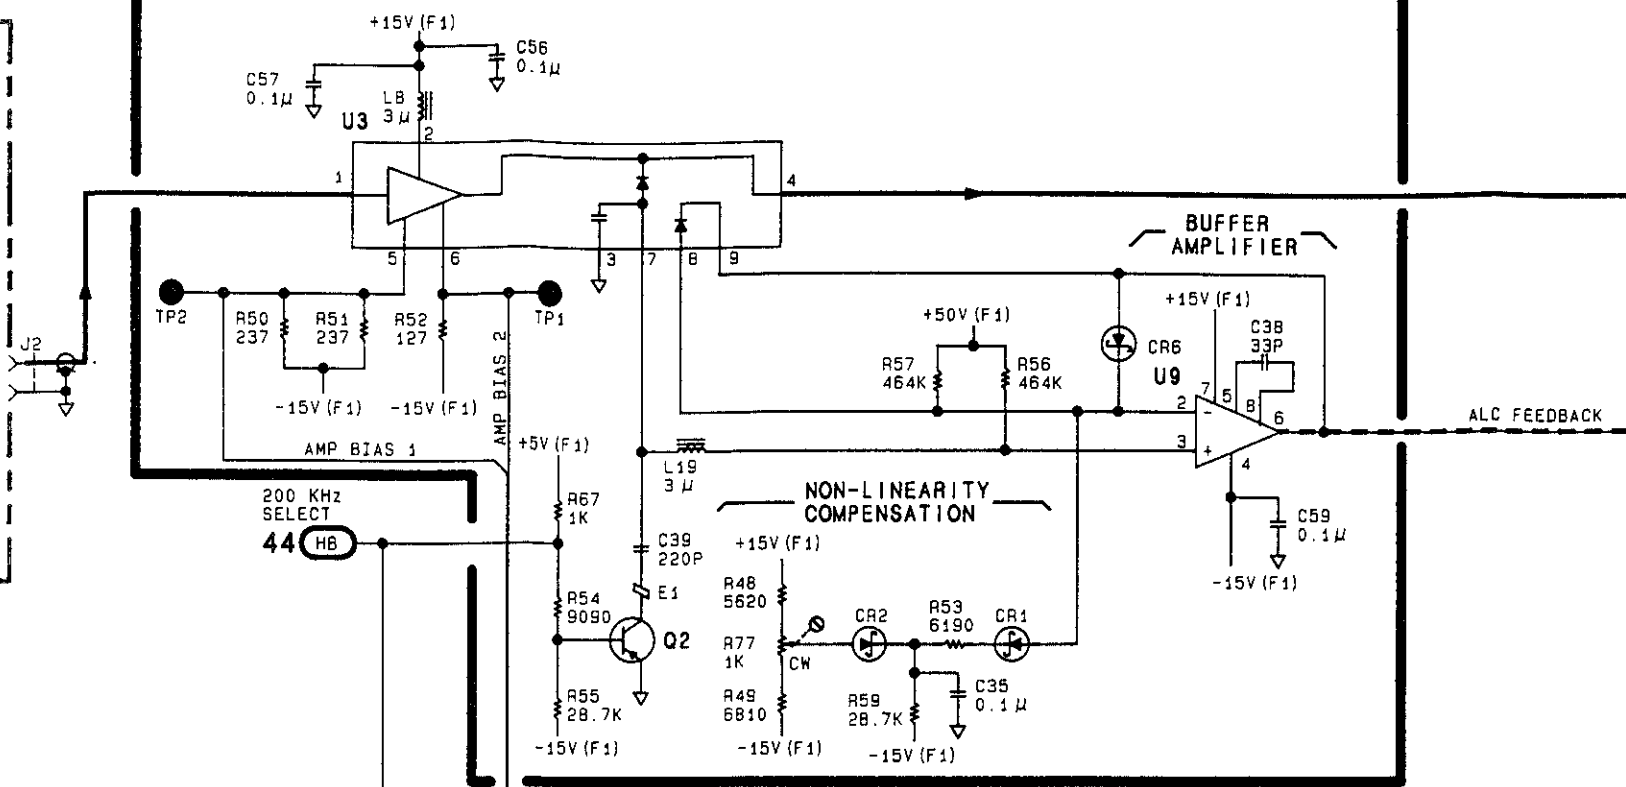 +15V(F1)
C56
0.1µ
C57
0.1µ
L8
3µ
U3
2
1
4
5
6
3
7
8
9
BUFFER
AMPLIFIER
TP2
TP1
R50
237
R51
237
R52
127
-15V(F1)
-15V(F1)
J2
AMP BIAS 1
AMP BIAS 2
+50V(F1)
R57
464K
R56
464K
CR6
U9
+15V(F1)
C38
33P
7
5
8
2
6
3
4
ALC FEEDBACK
C59
0.1µ
-15V(F1)
+5V(F1)
L19
3µ
200 KHz
SELECT
44
HB
R67
1K
C39
220P
E1
R54
9090
Q2
R55
28.7K
-15V(F1)
NON-LINEARITY
COMPENSATION
+15V(F1)
R48
5620
R77
1K
CW
R49
6810
-15V(F1)
CR2
R53
6190
CR1
R59
28.7K
C35
0.1µ
-15V(F1)